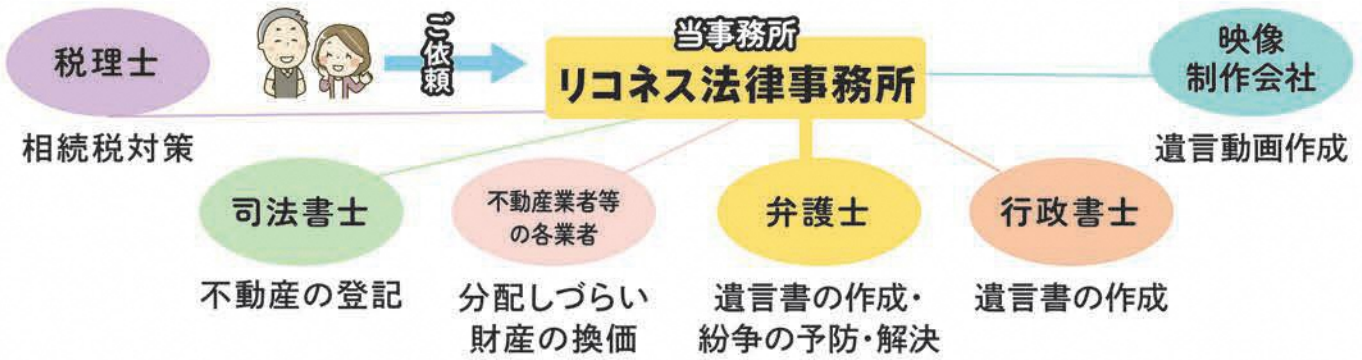 税理士
相続税対策
ご依頼
当事務所
リコネス法律事務所
映像
制作会社
遺言動画作成
司法書士
不動産の登記
不動産業者等
の各業者
分配しづらい
財産の換価
弁護士
遺言書の作成・
紛争の予防・解決
行政書士
遺言書の作成